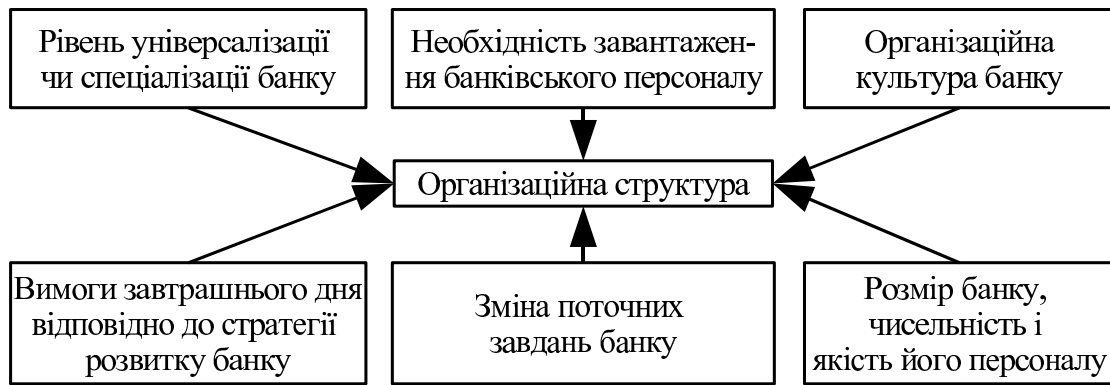 Рівень універсалізації
чи спеціалізації банку
Необхідність завантажен-
ня банківського персоналу
Організаційна
культура банку
Організаційна структура
Вимоги завтрашнього дня
відповідно до стратегії
розвитку банку
Зміна поточних
завдань банку
Розмір банку,
чисельність і
якість його персоналу